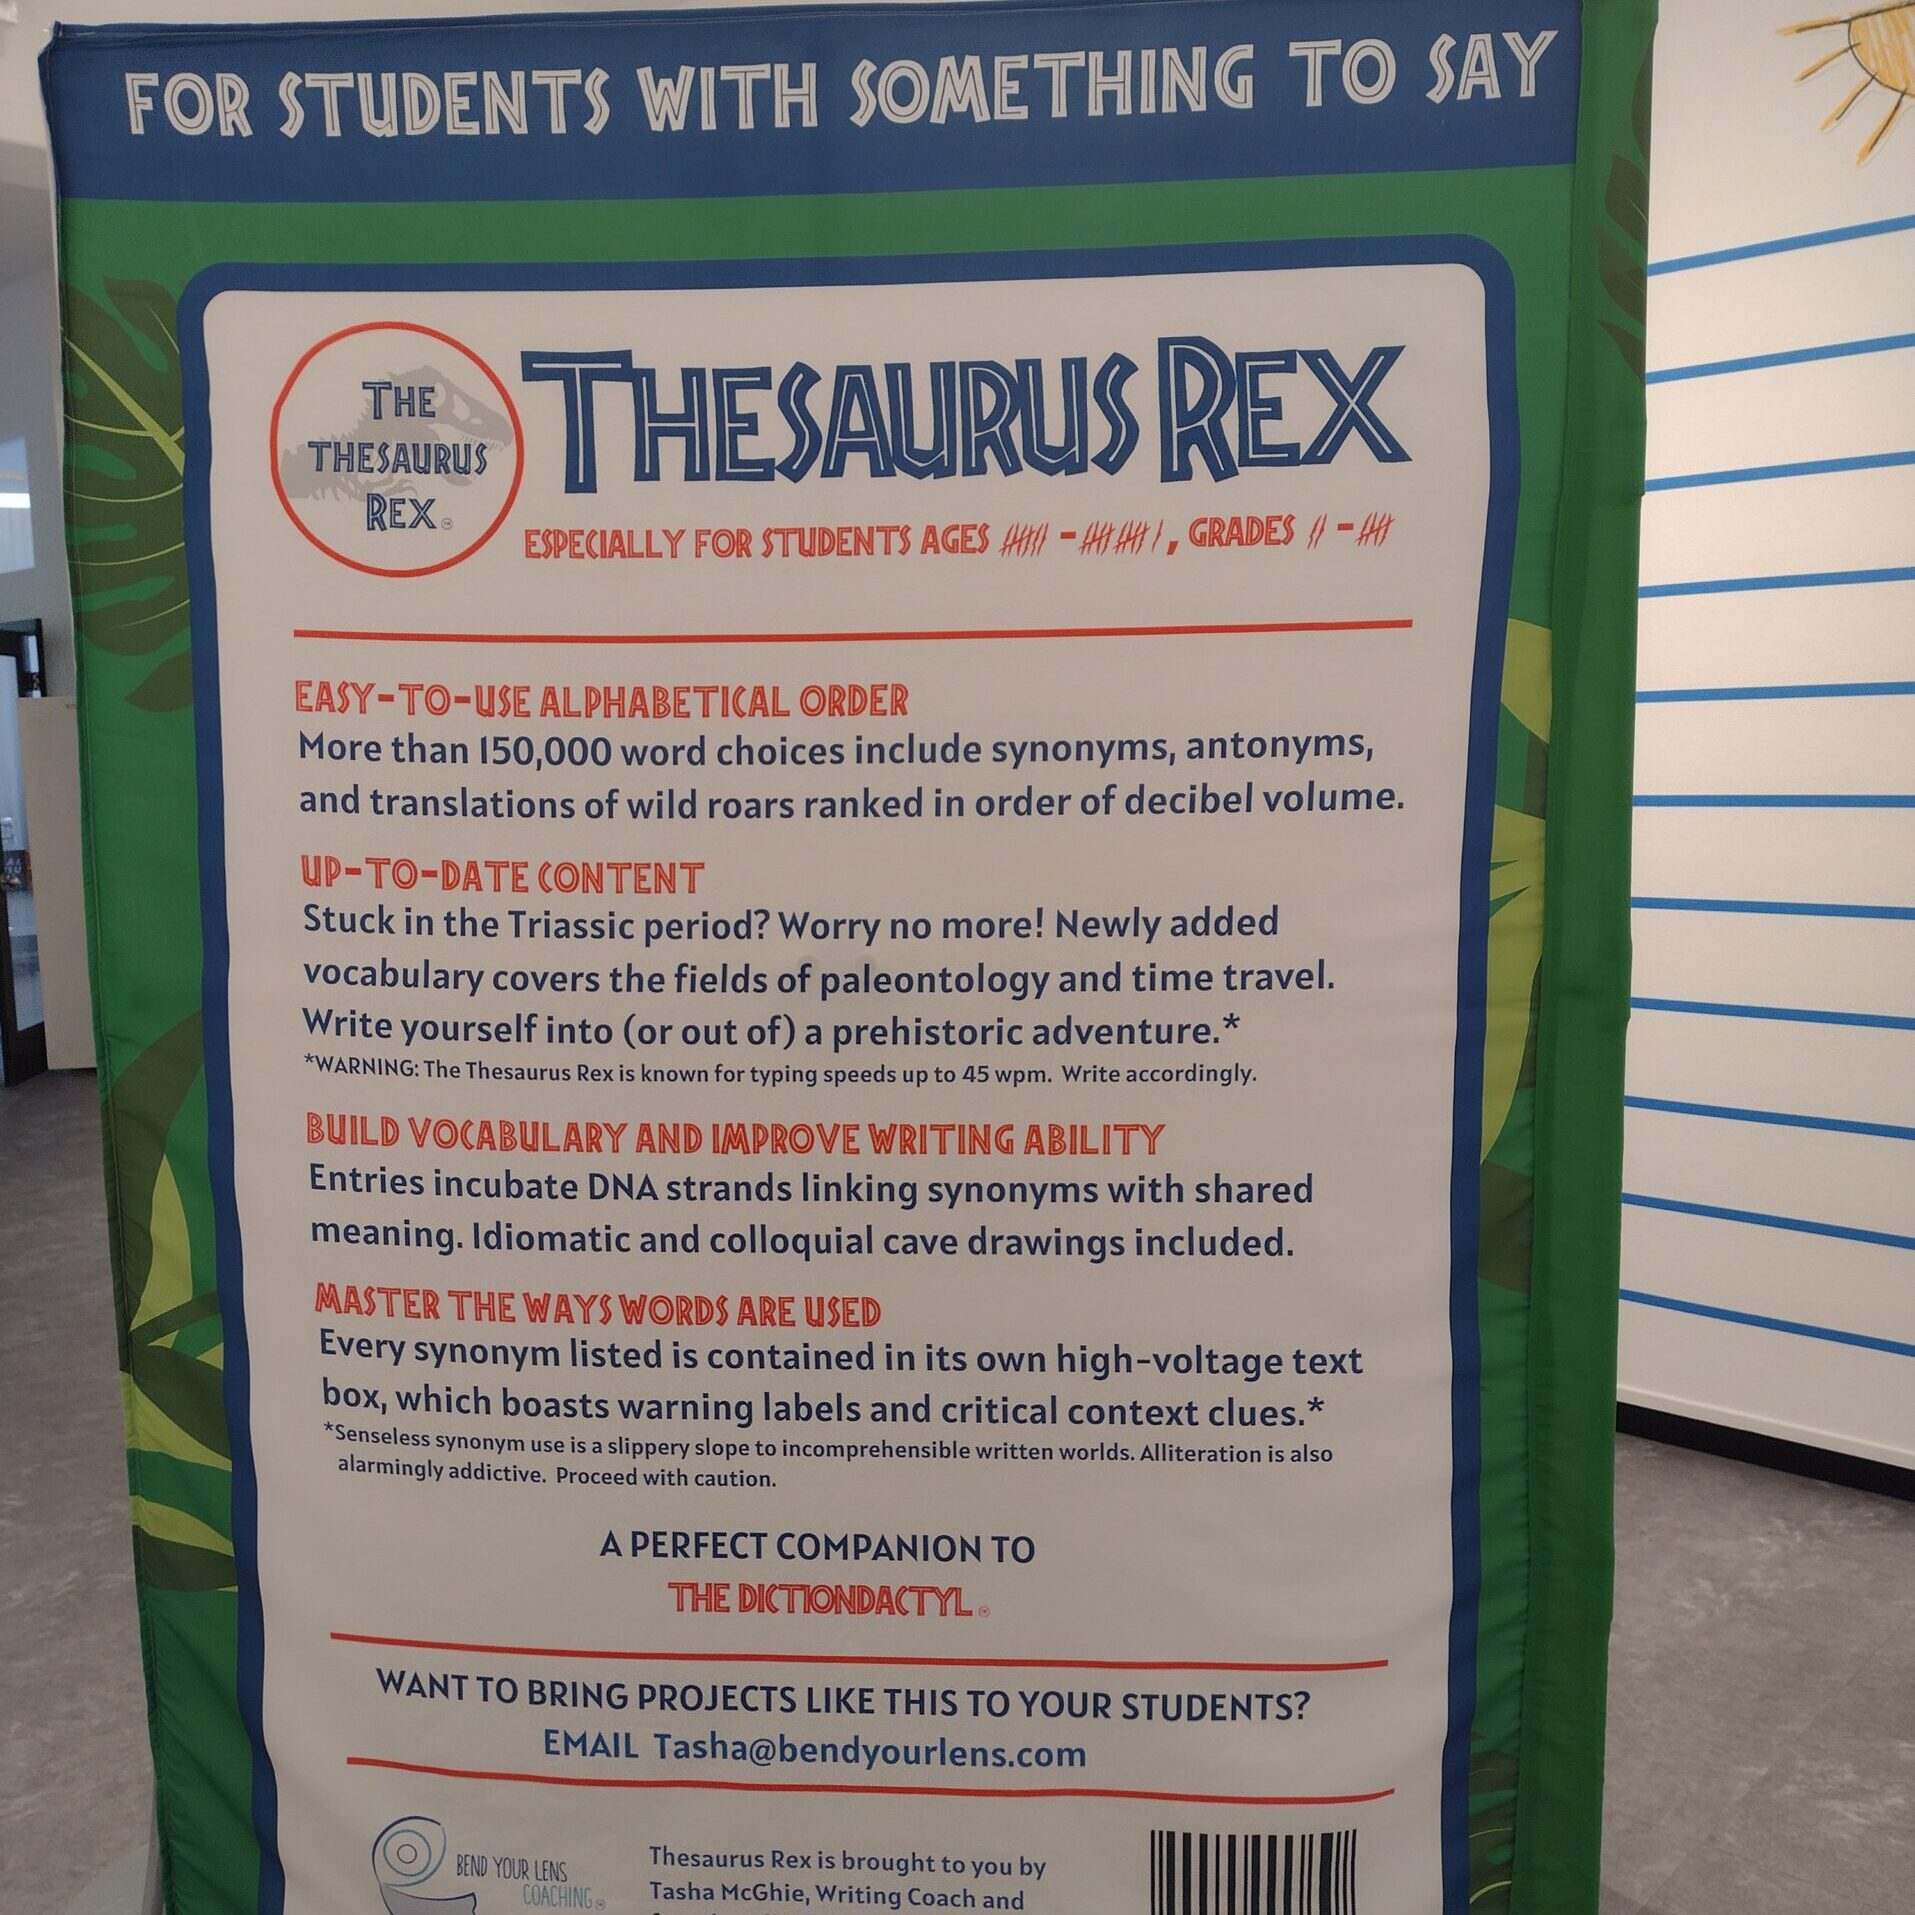 FOR STUDENTS WITH SOMETHING TO SAY
THE
THESAURUS
REX
THESAURUS REX
ESPECIALLY FOR STUDENTS AGES 卌 || - 卌 卌 |, GRADES || - 卌
EASY-TO-USE ALPHABETICAL ORDER
More than 150,000 word choices include synonyms, antonyms,
and translations of wild roars ranked in order of decibel volume.
UP-TO-DATE CONTENT
Stuck in the Triassic period? Worry no more! Newly added
vocabulary covers the fields of paleontology and time travel.
Write yourself into (or out of) a prehistoric adventure.*
*WARNING: The Thesaurus Rex is known for typing speeds up to 45 wpm. Write accordingly.
BUILD VOCABULARY AND IMPROVE WRITING ABILITY
Entries incubate DNA strands linking synonyms with shared
meaning. Idiomatic and colloquial cave drawings included.
MASTER THE WAYS WORDS ARE USED
Every synonym listed is contained in its own high-voltage text
box, which boasts warning labels and critical context clues.*
*Senseless synonym use is a slippery slope to incomprehensible written worlds. Alliteration is also
alarmingly addictive. Proceed with caution.
A PERFECT COMPANION TO
THE DICTIONDACTYL
WANT TO BRING PROJECTS LIKE THIS TO YOUR STUDENTS?
EMAIL Tasha@bendyourlens.com
BEND YOUR LENS
COACHING
Thesaurus Rex is brought to you by
Tasha McGhie, Writing Coach and